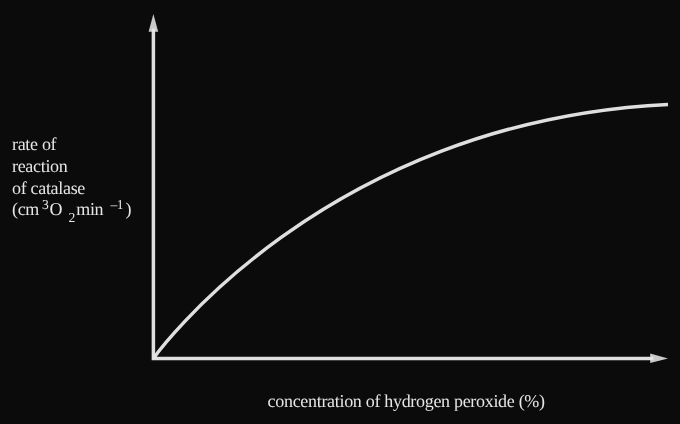 rate of
reaction
of catalase
(cm³O₂min⁻¹)
concentration of hydrogen peroxide (%)